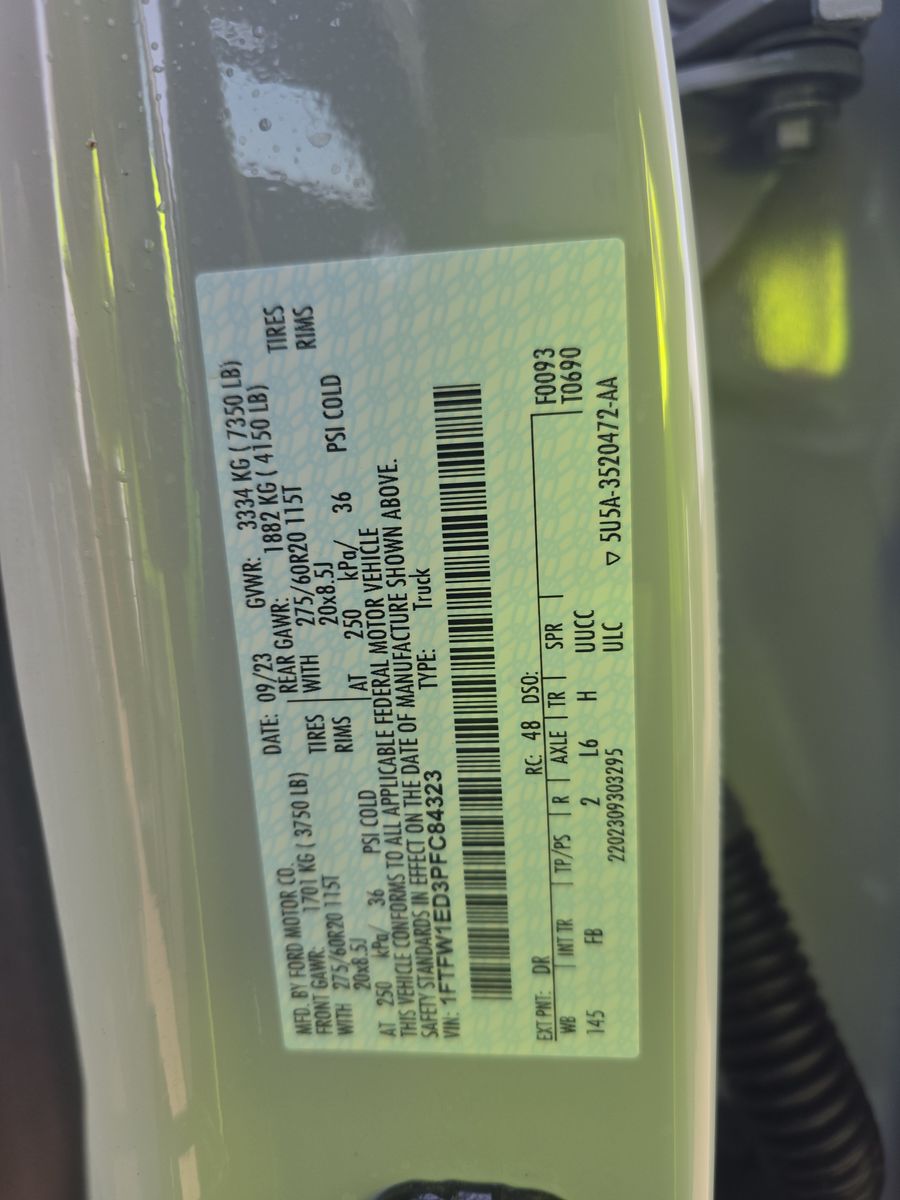 MFD. BY FORD MOTOR CO. DATE: 09/23 GVWR: 3334 KG ( 7350 LB)
FRONT GAWR: 1701 KG ( 3750 LB) REAR GAWR: 1882 KG ( 4150 LB)
WITH 275/60R20 115T TIRES WITH 275/60R20 115T TIRES
20x8.5J RIMS 20x8.5J RIMS
AT 250 kPa/ 36 PSI COLD AT 250 kPa/ 36 PSI COLD
THIS VEHICLE CONFORMS TO ALL APPLICABLE FEDERAL MOTOR VEHICLE
SAFETY STANDARDS IN EFFECT ON THE DATE OF MANUFACTURE SHOWN ABOVE.
VIN: 1FTFW1ED3PFC84323 TYPE: Truck
EXT PNT: DR RC: 48 DSO: F0093
WB INT TR TP/PS R AXLE TR SPR T0690
145 FB 2 L6 H UUCC
2202309303295 ULC ▽ 5U5A-3520472-AA